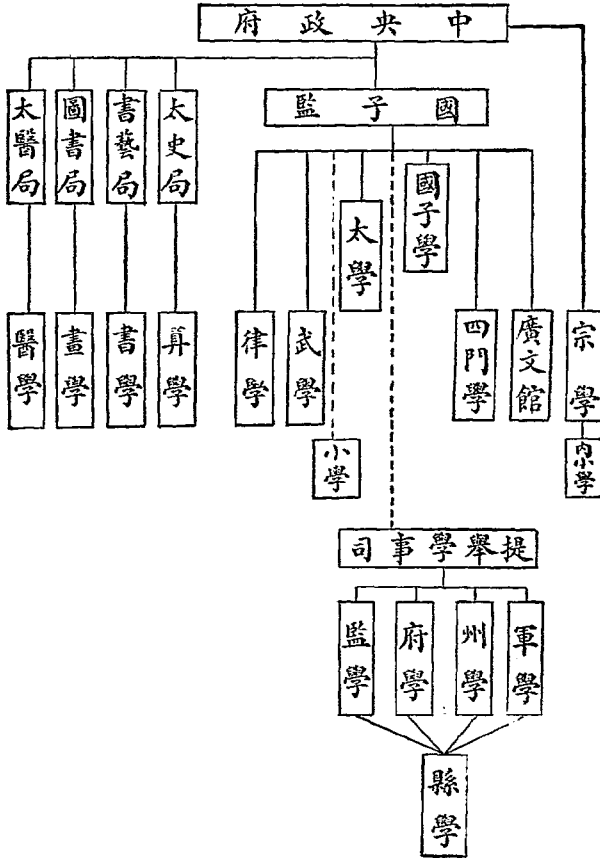 中央政府
國子監
太史局
書藝局
圖書局
太醫局
國子學
太學
宗學
廣文館
四門學
武學
律學
算學
書學
畫學
醫學
內小學
小學
提舉學事司
軍學
州學
府學
監學
縣學